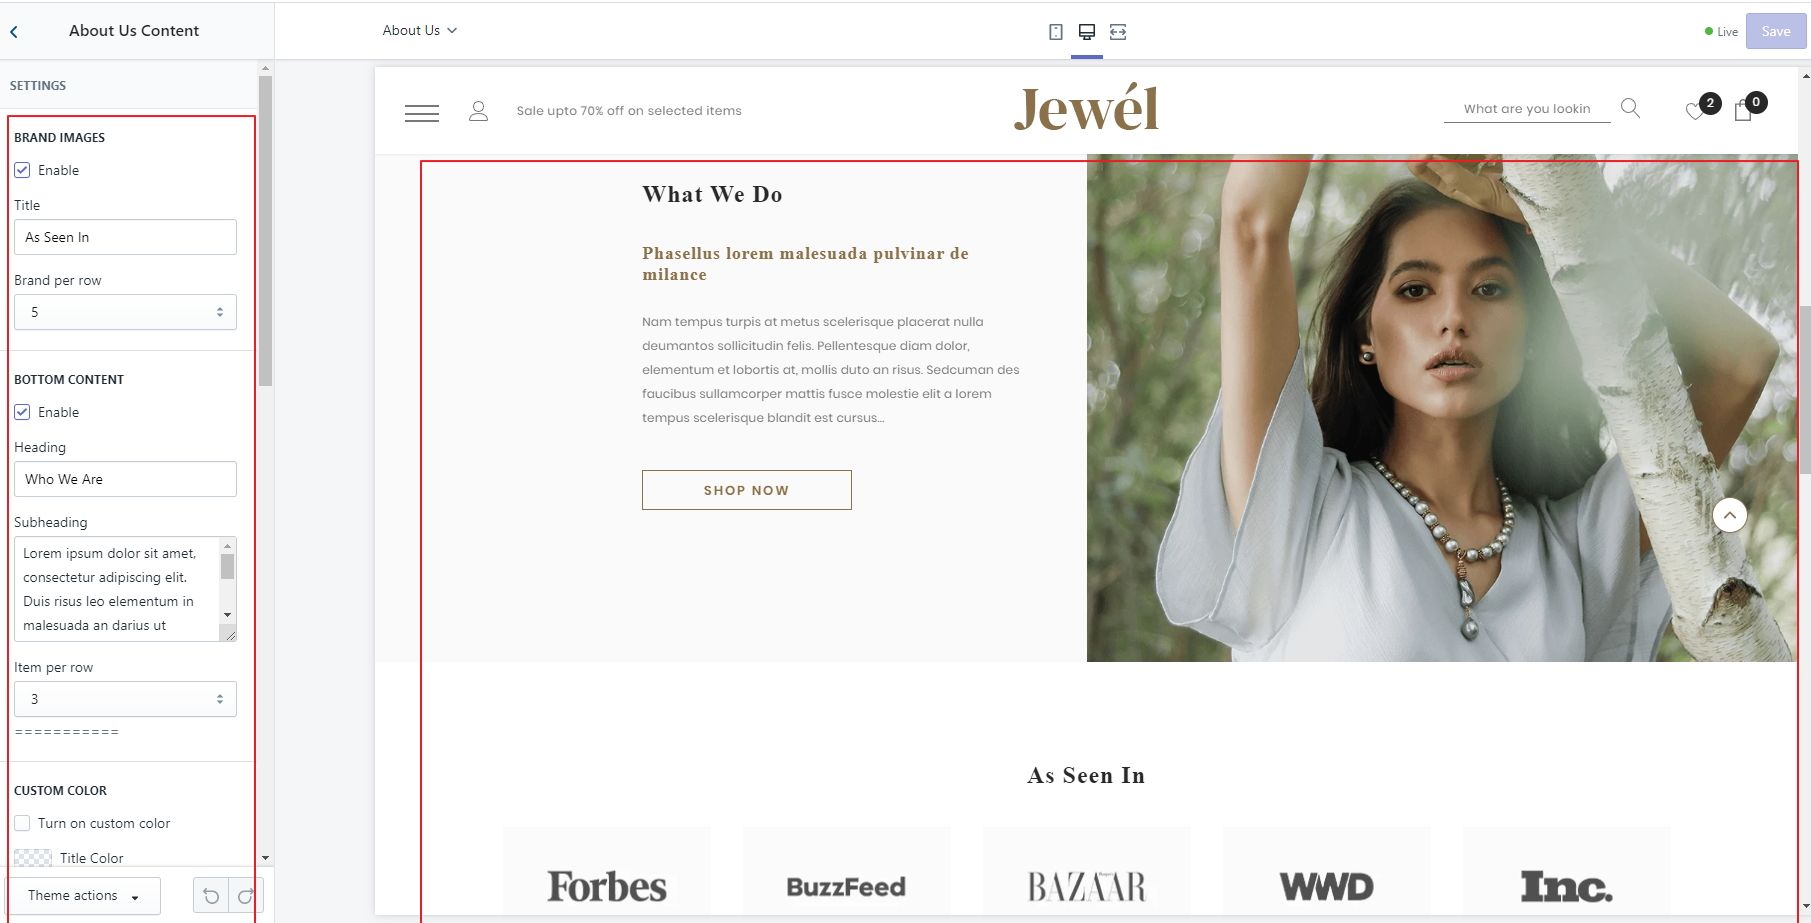 About Us Content
About Us
Live
Save
SETTINGS
BRAND IMAGES
Enable
Title
As Seen In
Brand per row
5
BOTTOM CONTENT
Enable
Heading
Who We Are
Subheading
Lorem ipsum dolor sit amet,
consectetur adipiscing elit.
Duis risus leo elementum in
malesuada an darius ut
Item per row
3
===========
CUSTOM COLOR
Turn on custom color
Title Color
Theme actions
Sale upto 70% off on selected items
Jewél
What are you lookin
2
0
What We Do
Phasellus lorem malesuada pulvinar de
milance
Nam tempus turpis at metus scelerisque placerat nulla
deumantos sollicitudin felis. Pellentesque diam dolor,
elementum et lobortis at, mollis duto an risus. Sedcuman des
faucibus sullamcorper mattis fusce molestie elit a lorem
tempus scelerisque blandit est cursus...
SHOP NOW
As Seen In
Forbes
BuzzFeed
BAZAAR
WWD
Inc.